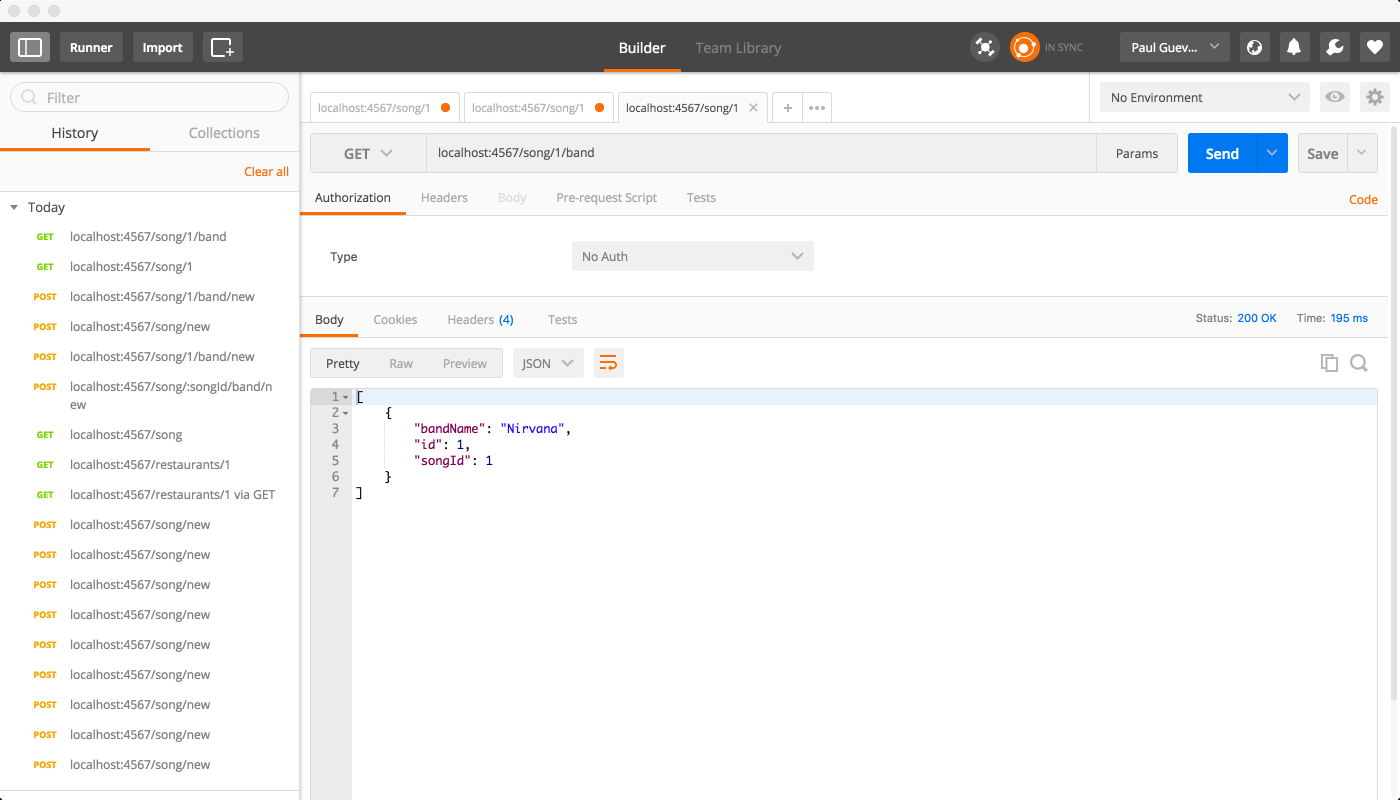 Runner
Import
Builder
Team Library
IN SYNC
Paul Guev...
Filter
History
Collections
Clear all
Today
GET localhost:4567/song/1/band
GET localhost:4567/song/1
POST localhost:4567/song/1/band/new
POST localhost:4567/song/new
POST localhost:4567/song/1/band/new
POST localhost:4567/song/:songId/band/n
ew
GET localhost:4567/song
GET localhost:4567/restaurants/1
GET localhost:4567/restaurants/1 via GET
POST localhost:4567/song/new
POST localhost:4567/song/new
POST localhost:4567/song/new
POST localhost:4567/song/new
POST localhost:4567/song/new
POST localhost:4567/song/new
POST localhost:4567/song/new
POST localhost:4567/song/new
POST localhost:4567/song/new
localhost:4567/song/1
localhost:4567/song/1
localhost:4567/song/1
No Environment
GET
localhost:4567/song/1/band
Params
Send
Save
Authorization
Headers
Body
Pre-request Script
Tests
Code
Type
No Auth
Body
Cookies
Headers (4)
Tests
Status: 200 OK
Time: 195 ms
Pretty
Raw
Preview
JSON
1 [
2 {
3 "bandName": "Nirvana",
4 "id": 1,
5 "songId": 1
6 }
7 ]